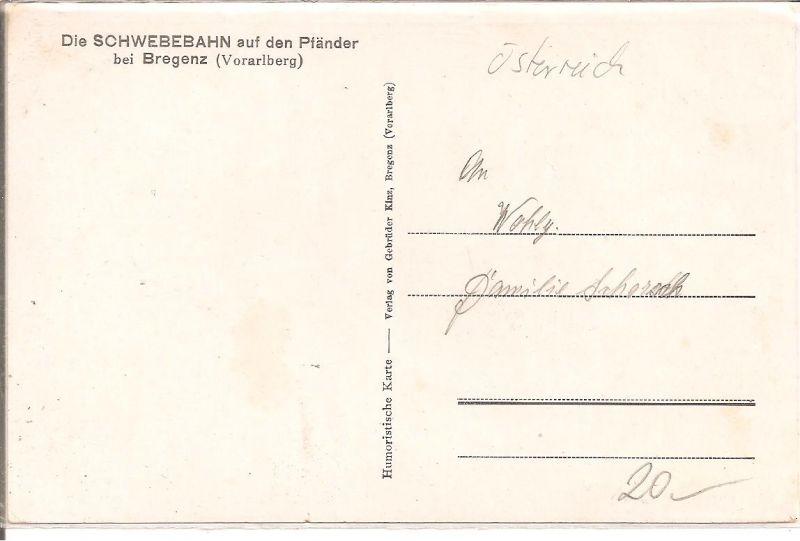 Die SCHWEBEBAHN auf den Pfänder
bei Bregenz (Vorarlberg)
Humoristische Karte — Verlag von Gebrüder Kinz, Bregenz (Vorarlberg)
Österreich
An
Wohlg.
Familie
20.-